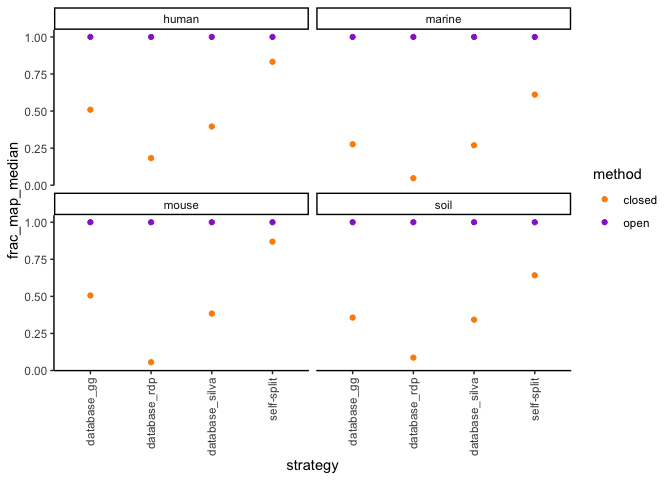 human
marine
1.00
0.75
0.50
0.25
0.00
mouse
soil
1.00
0.75
0.50
0.25
0.00
frac_map_median
database_gg
database_rdp
database_silva
self-split
database_gg
database_rdp
database_silva
self-split
strategy
method
closed
open